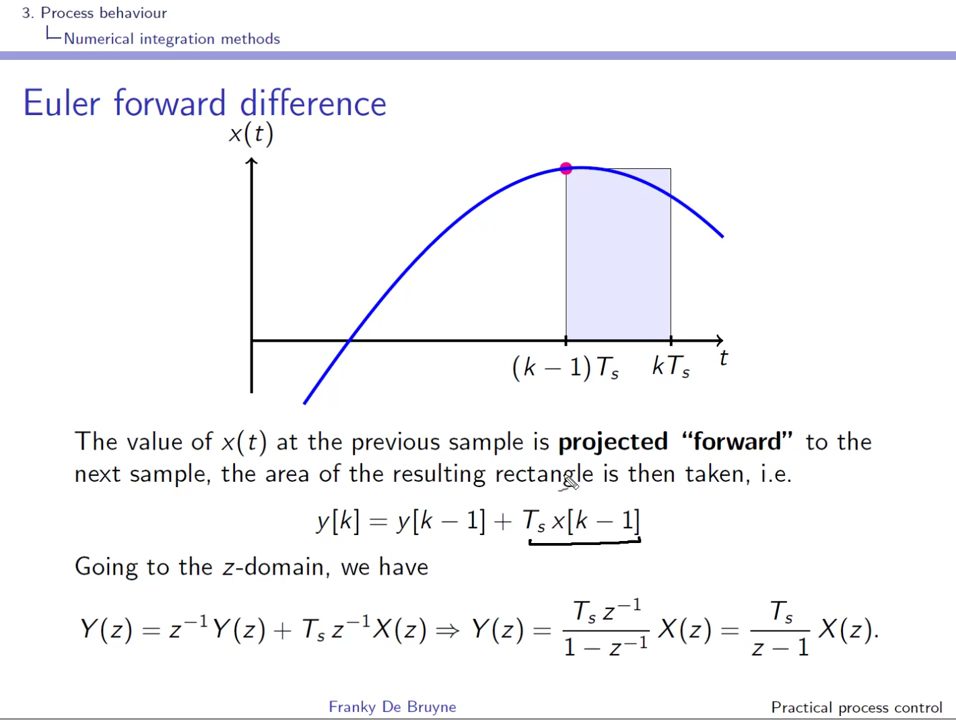 3. Process behaviour
Numerical integration methods
Euler forward difference
x(t)
(k − 1)Tₛ
kTₛ
t
The value of x(t) at the previous sample is projected “forward” to the
next sample, the area of the resulting rectangle is then taken, i.e.
y[k] = y[k − 1] + Tₛ x[k − 1]
Going to the z-domain, we have
Y(z) = z⁻¹Y(z) + Tₛ z⁻¹X(z) ⇒ Y(z) = Tₛ z⁻¹ / 1 − z⁻¹ X(z) = Tₛ / z − 1 X(z).
Franky De Bruyne
Practical process control